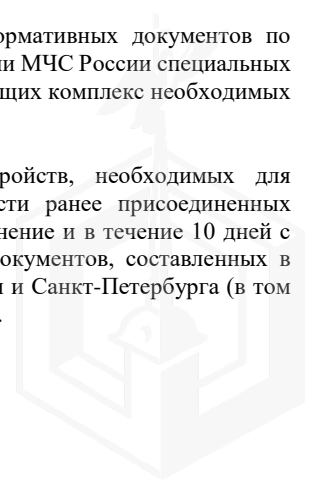 ормативных документов по
и МЧС России специальных
щих комплекс необходимых
ройств, необходимых для
сти ранее присоединенных
нение и в течение 10 дней с
окументов, составленных в
и и Санкт-Петербурга (в том
.